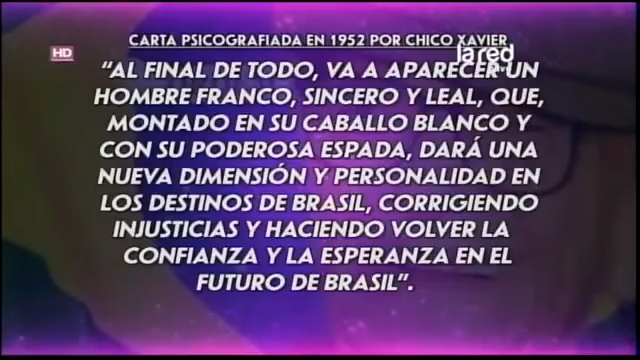 CARTA PSICOGRAFIADA EN 1952 POR CHICO XAVIER
HD
la red
"AL FINAL DE TODO, VA A APARECER UN
HOMBRE FRANCO, SINCERO Y LEAL, QUE,
MONTADO EN SU CABALLO BLANCO Y
CON SU PODEROSA ESPADA, DARÁ UNA
NUEVA DIMENSIÓN Y PERSONALIDAD EN
LOS DESTINOS DE BRASIL, CORRIGIENDO
INJUSTICIAS Y HACIENDO VOLVER LA
CONFIANZA Y LA ESPERANZA EN EL
FUTURO DE BRASIL".